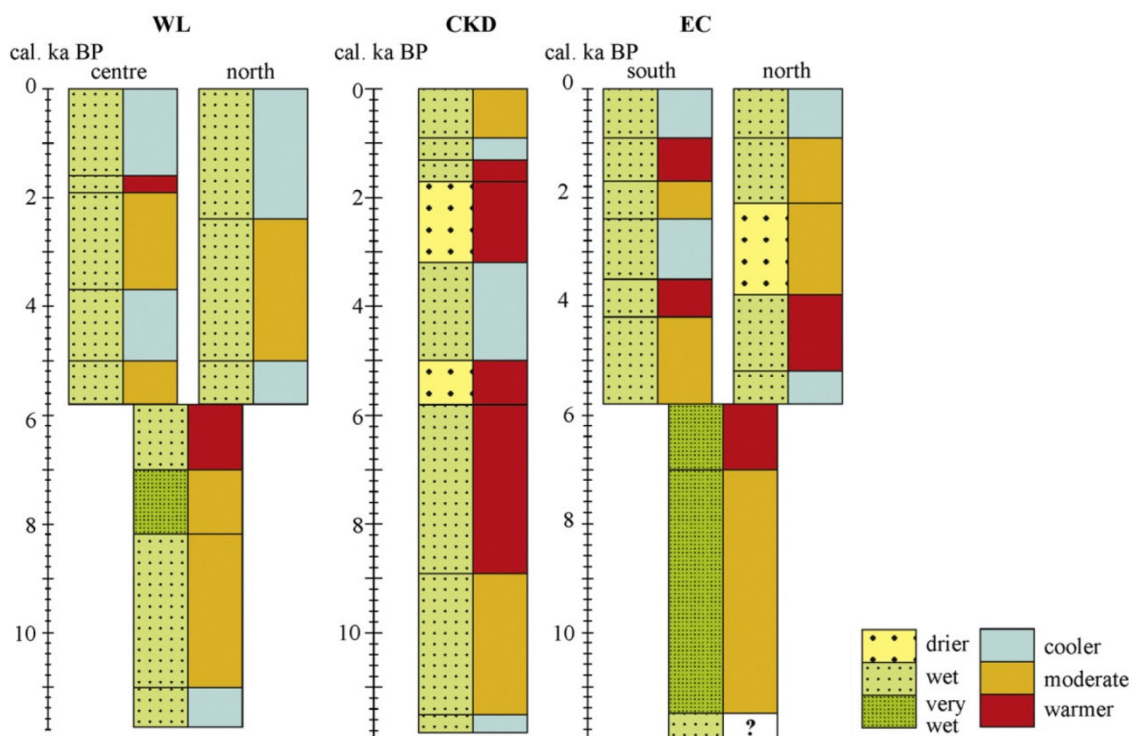 WL CKD EC
cal. ka BP cal. ka BP cal. ka BP
centre north south north
0 0 0
2 2 2
4 4 4
6 6 6
8 8 8
10 10 10
drier cooler
wet moderate
very wet warmer
?